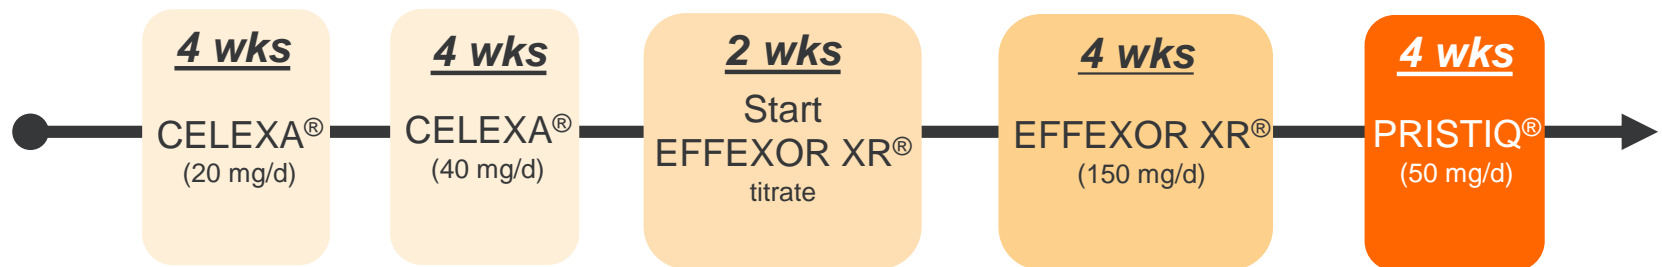 4 wks
CELEXA®
(20 mg/d)
4 wks
CELEXA®
(40 mg/d)
2 wks
Start
EFFEXOR XR®
titrate
4 wks
EFFEXOR XR®
(150 mg/d)
4 wks
PRISTIQ®
(50 mg/d)